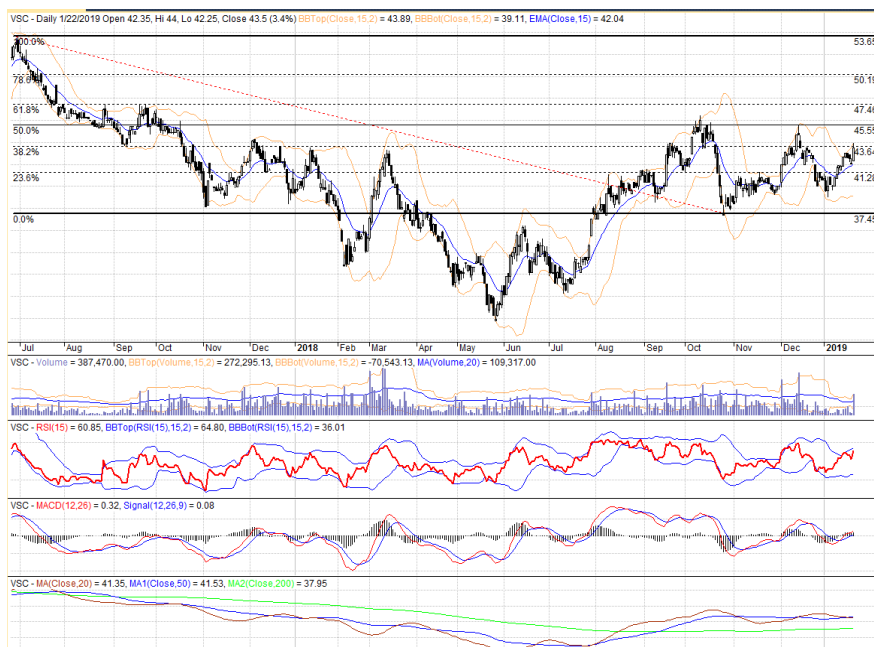 VSC - Daily 1/22/2019 Open 42.35, Hi 44, Lo 42.25, Close 43.5 (3.4%) BBTop(Close,15,2) = 43.89, BBBot(Close,15,2) = 39.11, EMA(Close,15) = 42.04
100.0% 53.65
78.6% 50.19
61.8% 47.46
50.0% 45.55
38.2% 43.64
23.6% 41.28
0.0% 37.45
Jul Aug Sep Oct Nov Dec 2018 Feb Mar Apr May Jun Jul Aug Sep Oct Nov Dec 2019
VSC - Volume = 387,470.00, BBTop(Volume,15,2) = 272,295.13, BBBot(Volume,15,2) = -70,543.13, MA(Volume,20) = 109,317.00
VSC - RSI(15) = 60.85, BBTop(RSI(15),15,2) = 64.80, BBBot(RSI(15),15,2) = 36.01
VSC - MACD(12,26) = 0.32, Signal(12,26,9) = 0.08
VSC - MA(Close,20) = 41.35, MA1(Close,50) = 41.53, MA2(Close,200) = 37.95